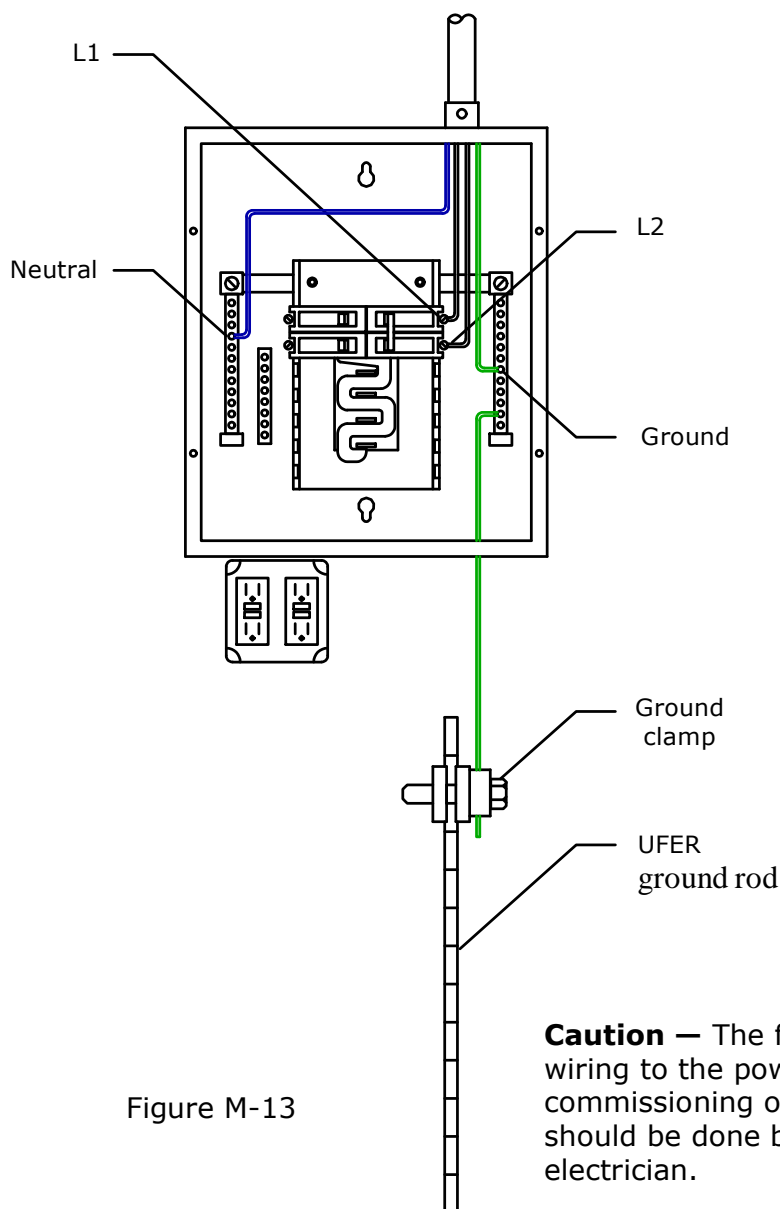 L1
L2
Neutral
Ground
Ground
clamp
UFER
ground rod
Caution — The
wiring to the
commissioning
should be done
electrician.
Figure M-13